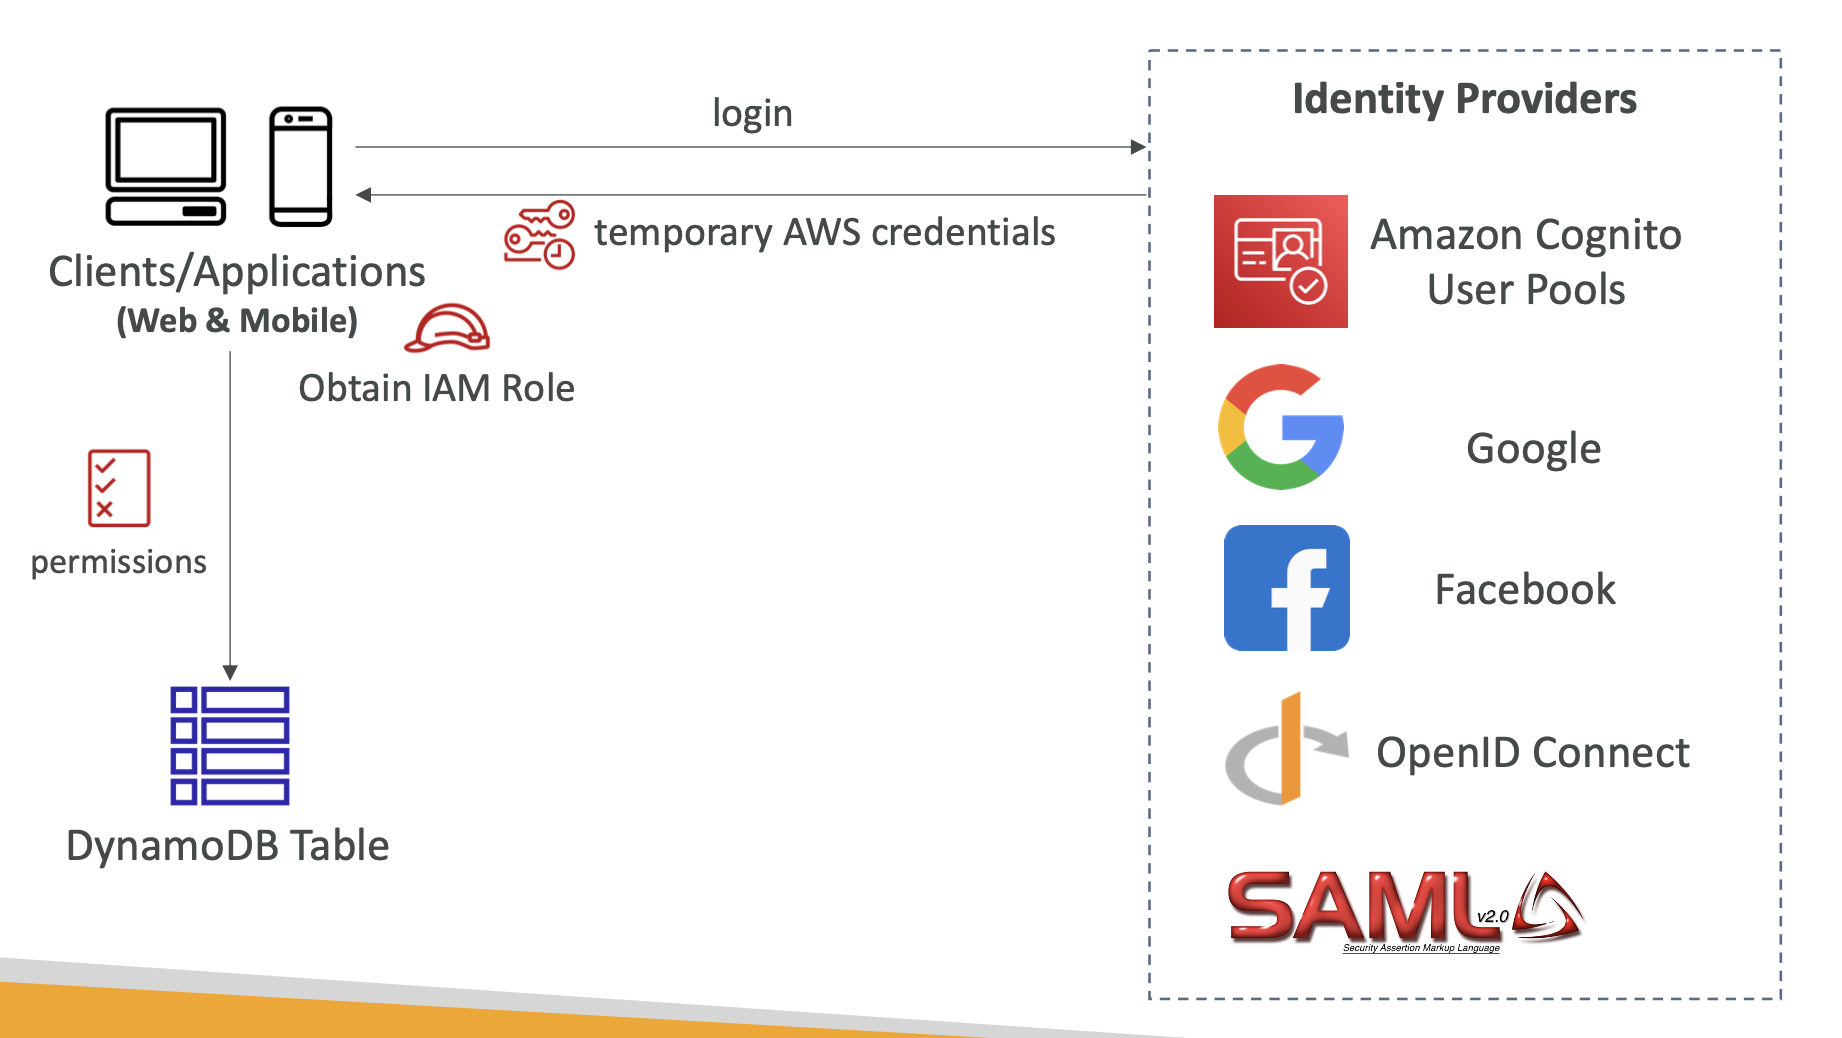 login
temporary AWS credentials
Clients/Applications
(Web & Mobile)
Obtain IAM Role
permissions
DynamoDB Table
Identity Providers
Amazon Cognito
User Pools
Google
Facebook
OpenID Connect
SAML v2.0
Security Assertion Markup Language